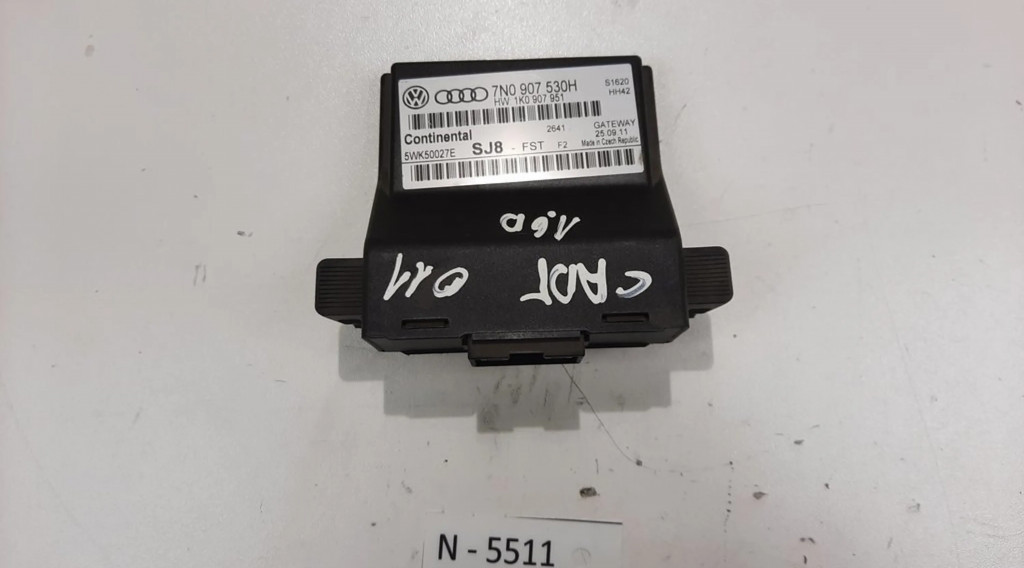 7N0 907 530H
HW 1K0 907 951
S1620
HH42
Continental
2641
GATEWAY
25.09.11
5WK50027E
SJ8 - FST F2
Made in Czech Republic
1.6D
CADT 011
N - 5511